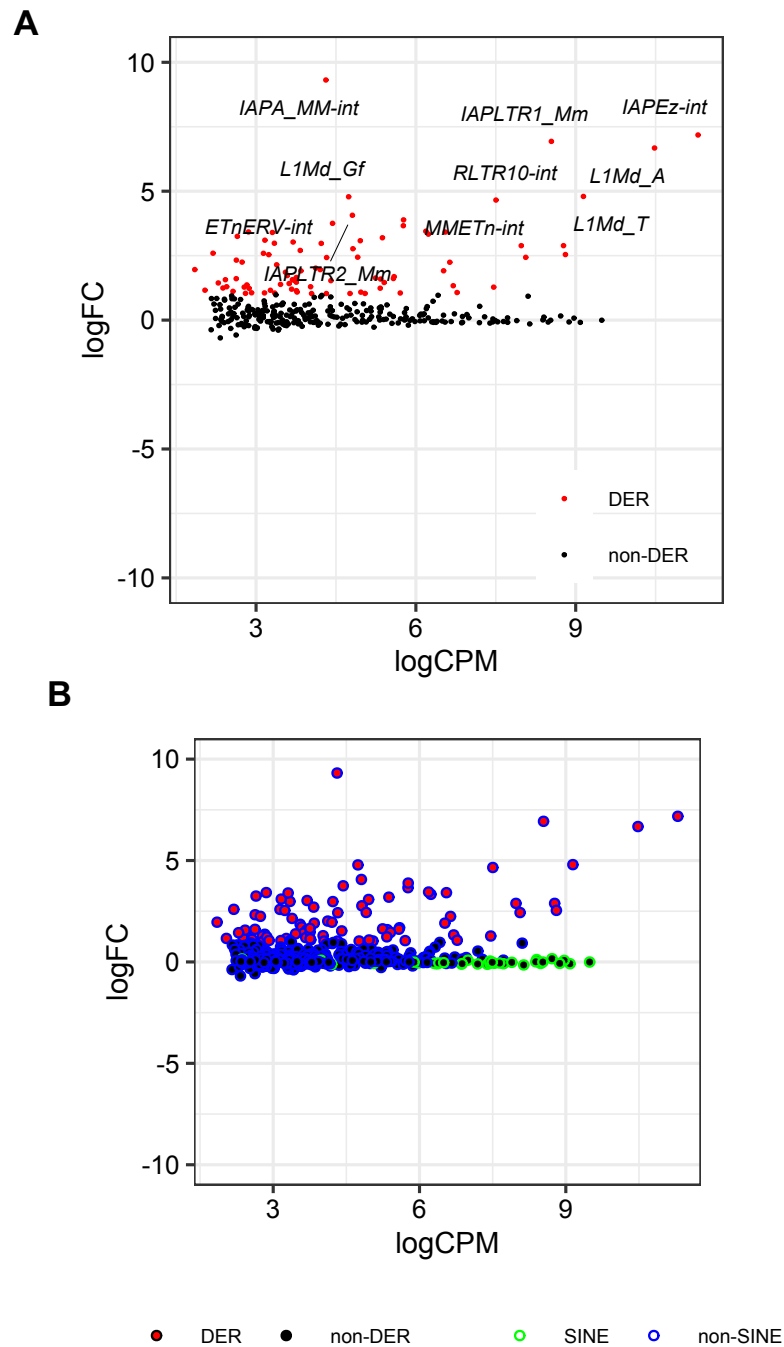 A
10
IAPA_MM-int
IAPLTR1_Mm
IAPEz-int
L1Md_Gf
RLTR10-int
L1Md_A
5
ETnERV-int
MMETn-int
L1Md_T
IAPLTR2_Mm
logFC
0
-5
DER
non-DER
-10
3 6 9
logCPM
B
10
5
logFC
0
-5
-10
3 6 9
logCPM
DER non-DER SINE non-SINE